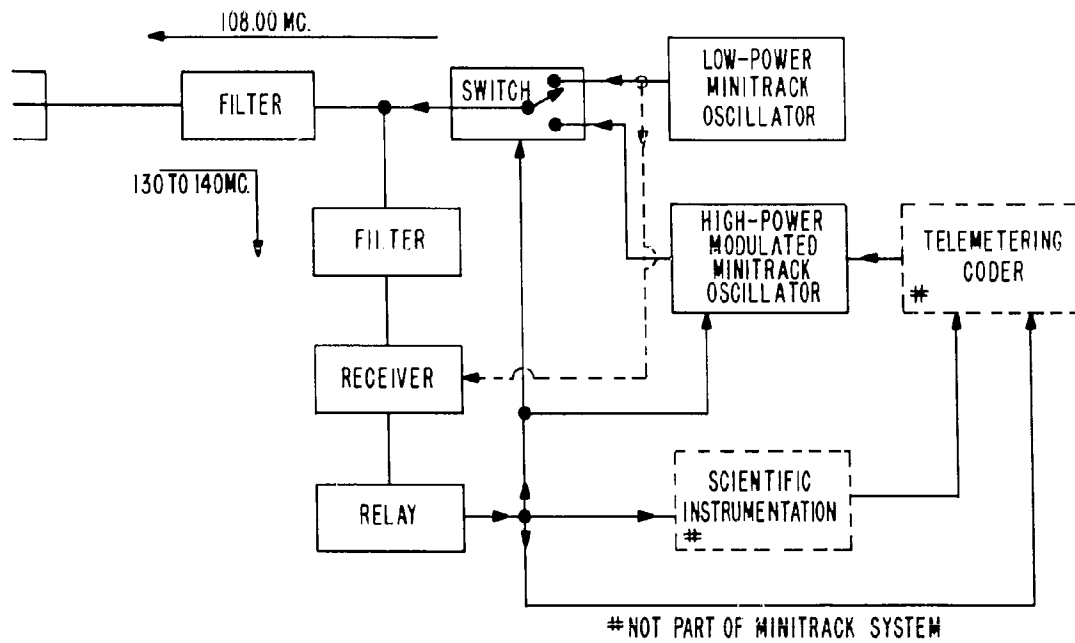 108.00 MC.
FILTER
SWITCH
LOW-POWER
MINITRACK
OSCILLATOR
130 TO 140MC.
FILTER
HIGH-POWER
MODULATED
MINITRACK
OSCILLATOR
TELEMETERING
CODER
#
RECEIVER
RELAY
SCIENTIFIC
INSTRUMENTATION
#
#NOT PART OF MINITRACK SYSTEM